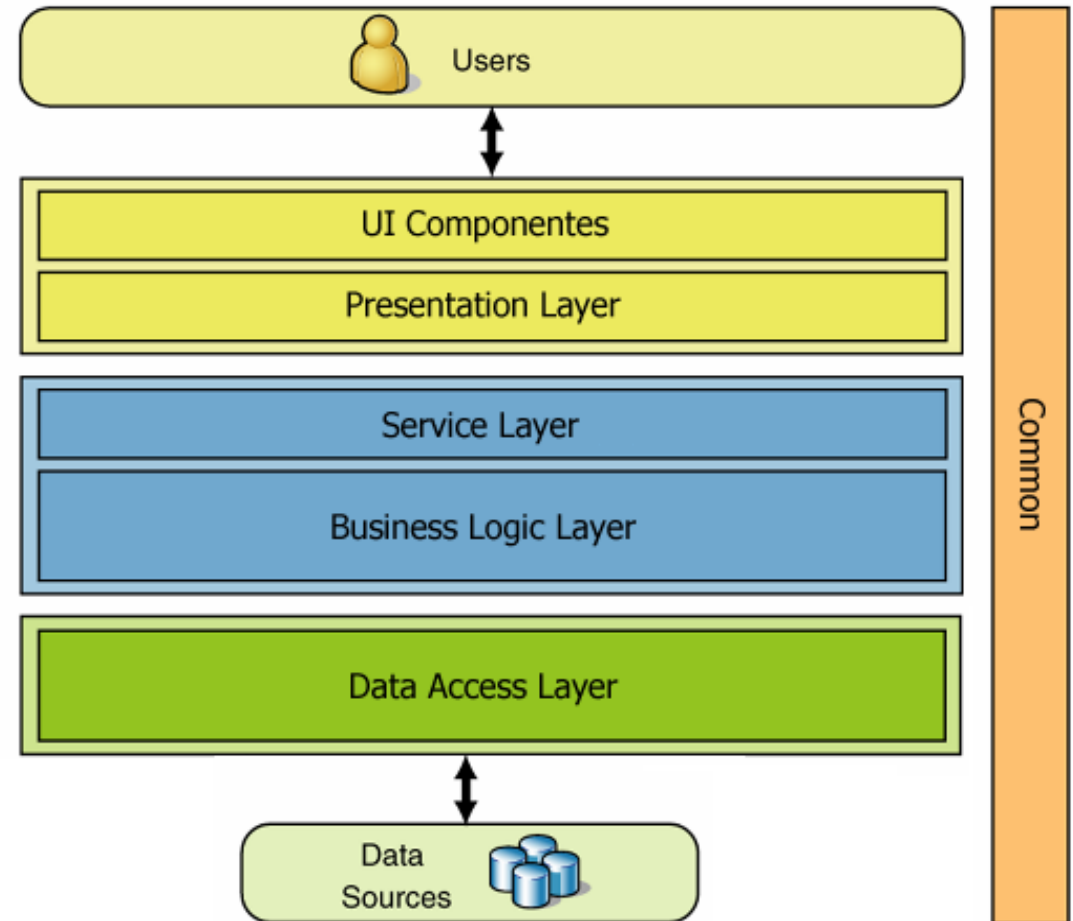 Users
UI Componentes
Presentation Layer
Service Layer
Business Logic Layer
Data Access Layer
Data
Sources
Common